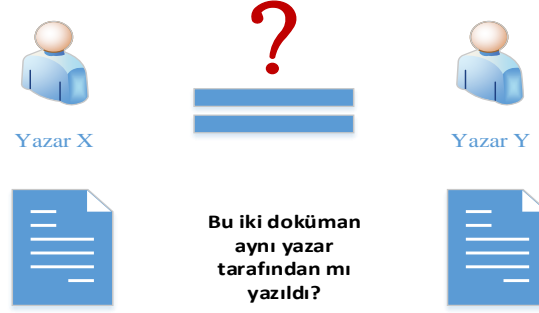 ?
Yazar X
Yazar Y
Bu iki doküman
aynı yazar
tarafından mı
yazıldı?